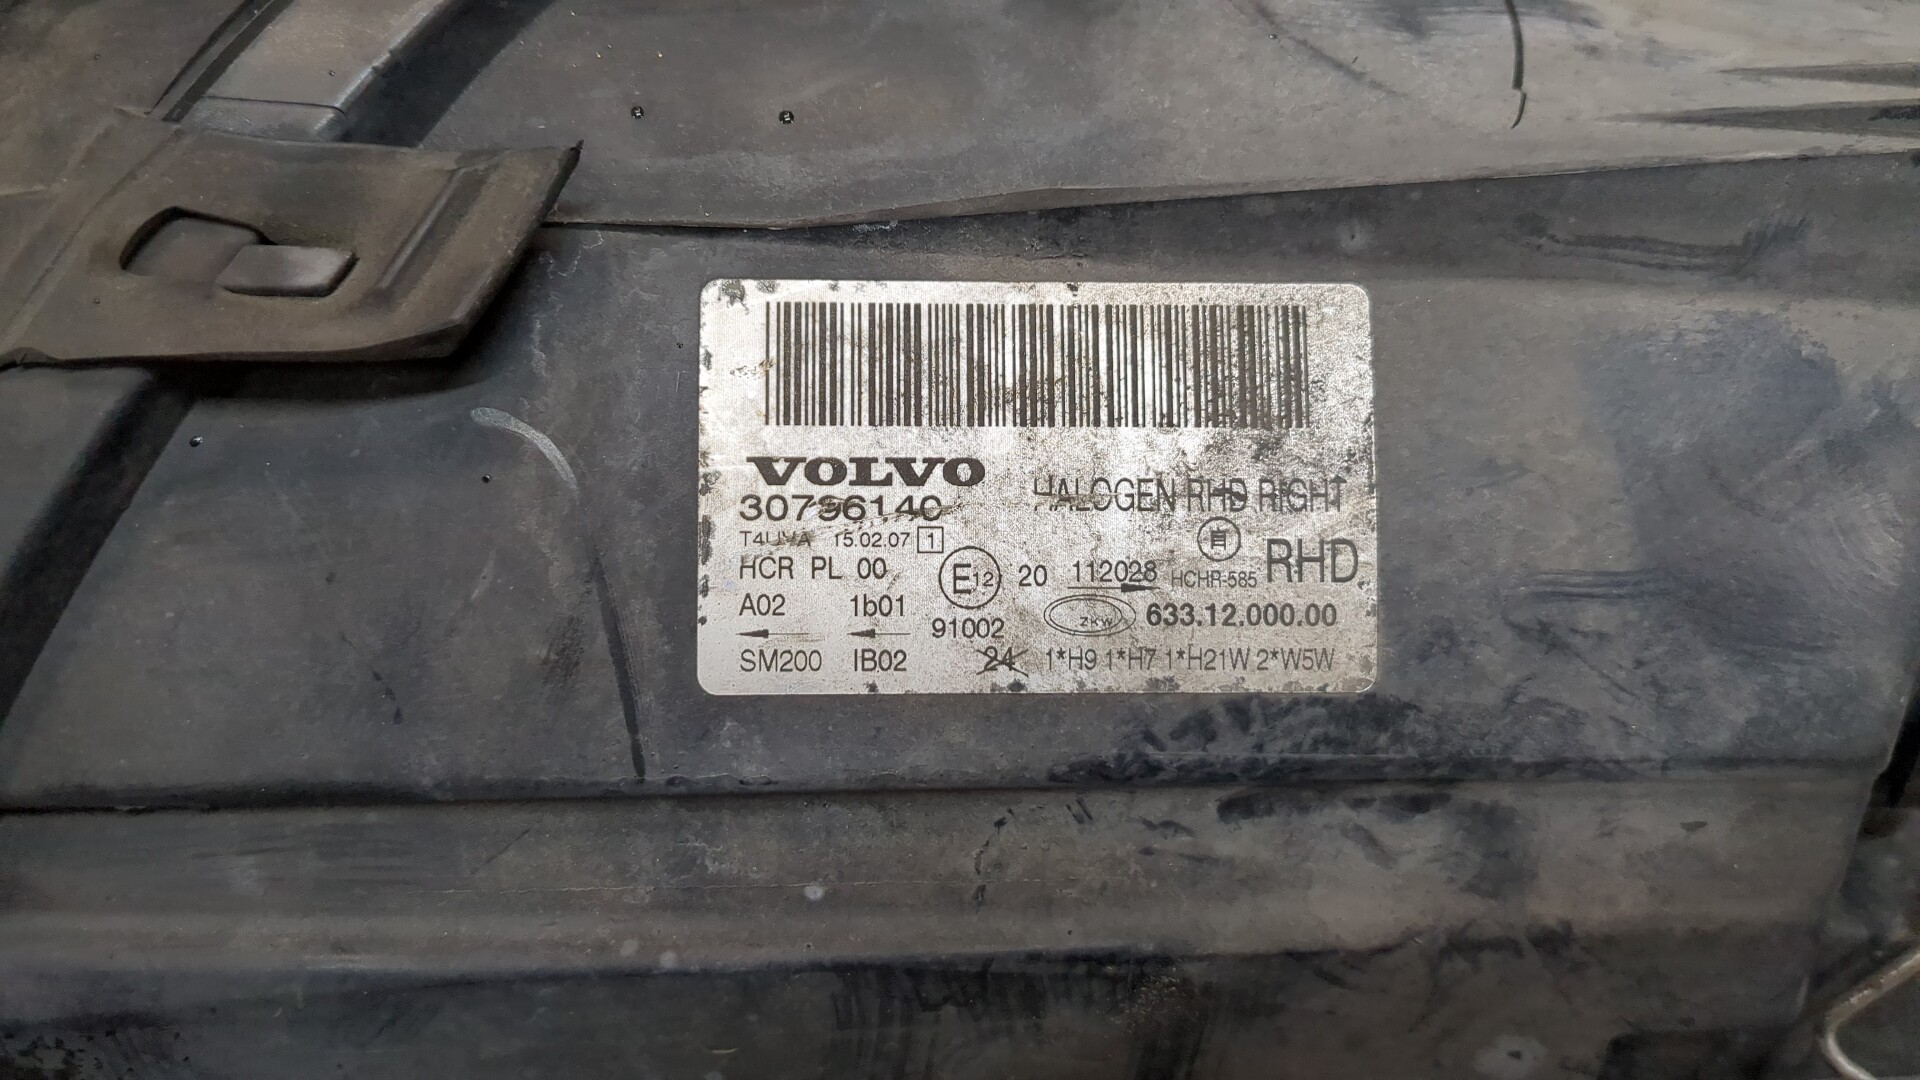 VOLVO
30796140
HALOGEN RHD RIGHT
15.02.07 1
HCR PL 00
E12 20 112028
HCHR-585 RHD
A02 1b01
91002
ZKW 633.12.000.00
SM200 IB02
24 1*H9 1*H7 1*H21W 2*W5W